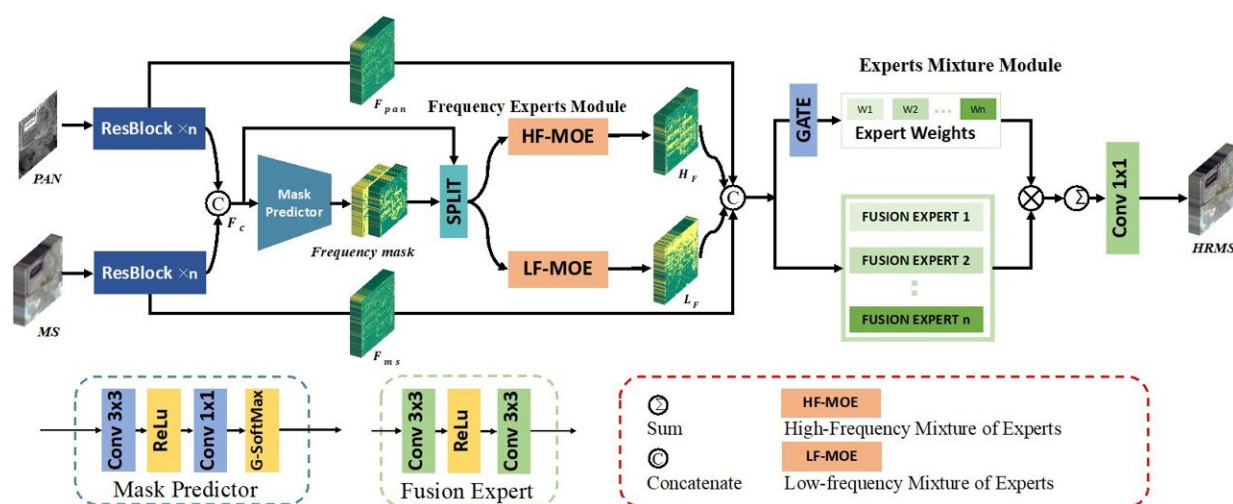 PAN
ResBlock ×n
MS
ResBlock ×n
F pan
C
F c
Mask
Predictor
Frequency mask
F ms
Frequency Experts Module
SPLIT
HF-MOE
LF-MOE
H F
L F
C
Experts Mixture Module
GATE
W1 W2 ... Wn
Expert Weights
FUSION EXPERT 1
FUSION EXPERT 2
FUSION EXPERT n
Σ
Conv 1x1
HRMS
Conv 3x3
ReLu
Conv 1x1
G-SoftMax
Mask Predictor
Conv 3x3
ReLu
Conv 3x3
Fusion Expert
Σ
Sum
C
Concatenate
HF-MOE
High-Frequency Mixture of Experts
LF-MOE
Low-frequency Mixture of Experts